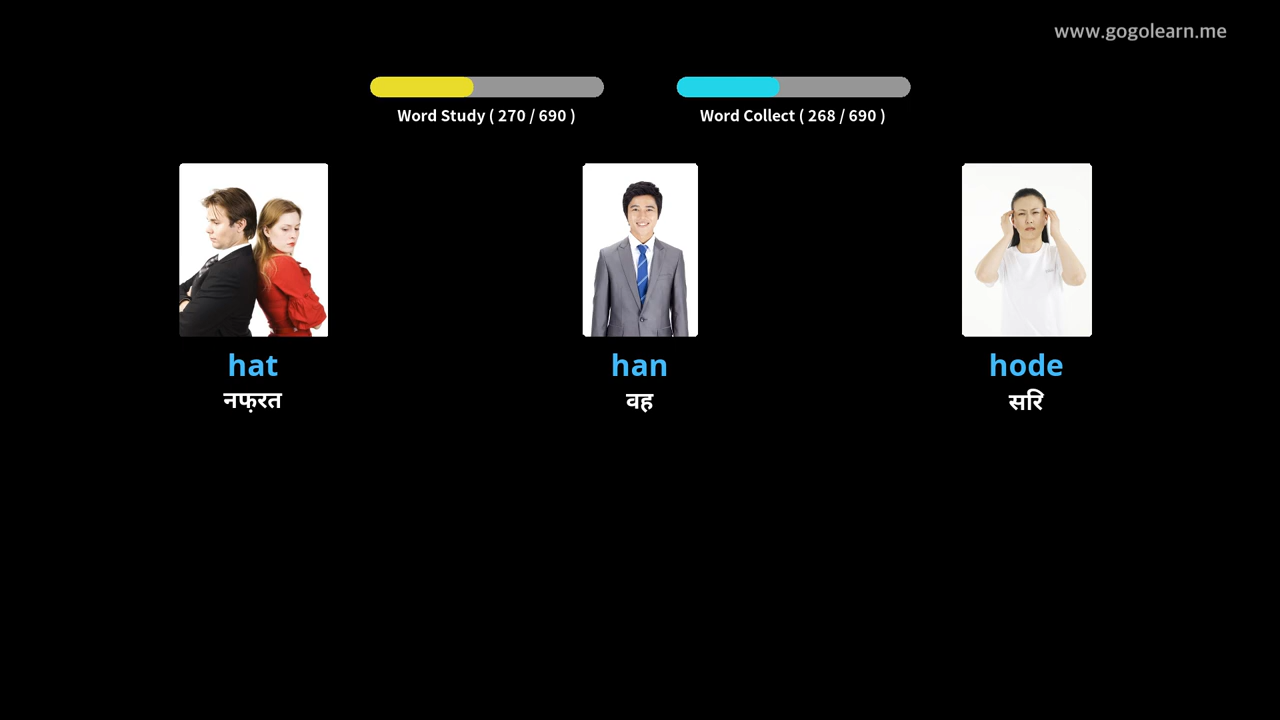 www.gogolearn.me
Word Study ( 270 / 690 )
Word Collect ( 268 / 690 )
hat
han
hode
नफ़रत
वह
सरि